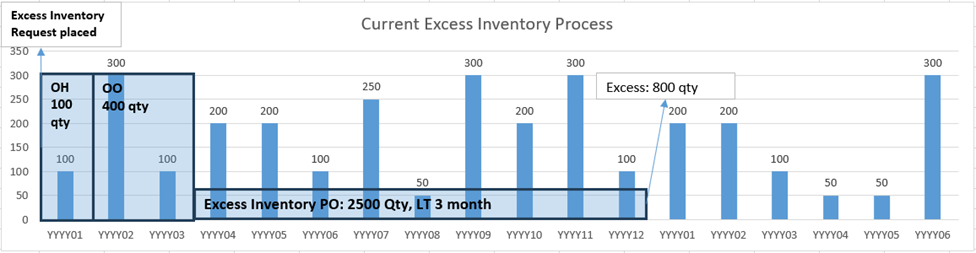 Excess Inventory
Request placed
Current Excess Inventory Process
350
300
250
200
150
100
50
0
OH
100
qty
OO
400 qty
100
300
100
200
200
100
250
50
300
200
300
100
200
200
100
50
50
300
Excess: 800 qty
Excess Inventory PO: 2500 Qty, LT 3 month
YYYY01 YYYY02 YYYY03 YYYY04 YYYY05 YYYY06 YYYY07 YYYY08 YYYY09 YYYY10 YYYY11 YYYY12 YYYY01 YYYY02 YYYY03 YYYY04 YYYY05 YYYY06